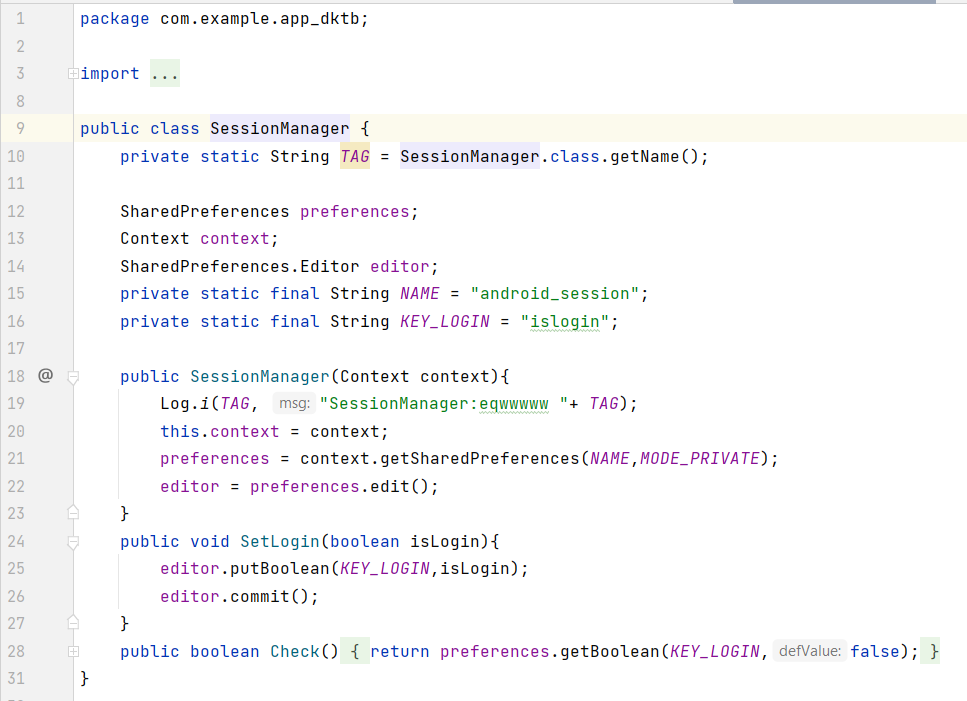 1 package com.example.app_dktb;
2
3 import ...
8
9 public class SessionManager {
10 private static String TAG = SessionManager.class.getName();
11
12 SharedPreferences preferences;
13 Context context;
14 SharedPreferences.Editor editor;
15 private static final String NAME = "android_session";
16 private static final String KEY_LOGIN = "islogin";
17
18 @ public SessionManager(Context context){
19 Log.i(TAG, msg: "SessionManager:eqwwwww "+ TAG);
20 this.context = context;
21 preferences = context.getSharedPreferences(NAME,MODE_PRIVATE);
22 editor = preferences.edit();
23 }
24 public void SetLogin(boolean isLogin){
25 editor.putBoolean(KEY_LOGIN,isLogin);
26 editor.commit();
27 }
28 public boolean Check() { return preferences.getBoolean(KEY_LOGIN, defValue: false); }
31 }